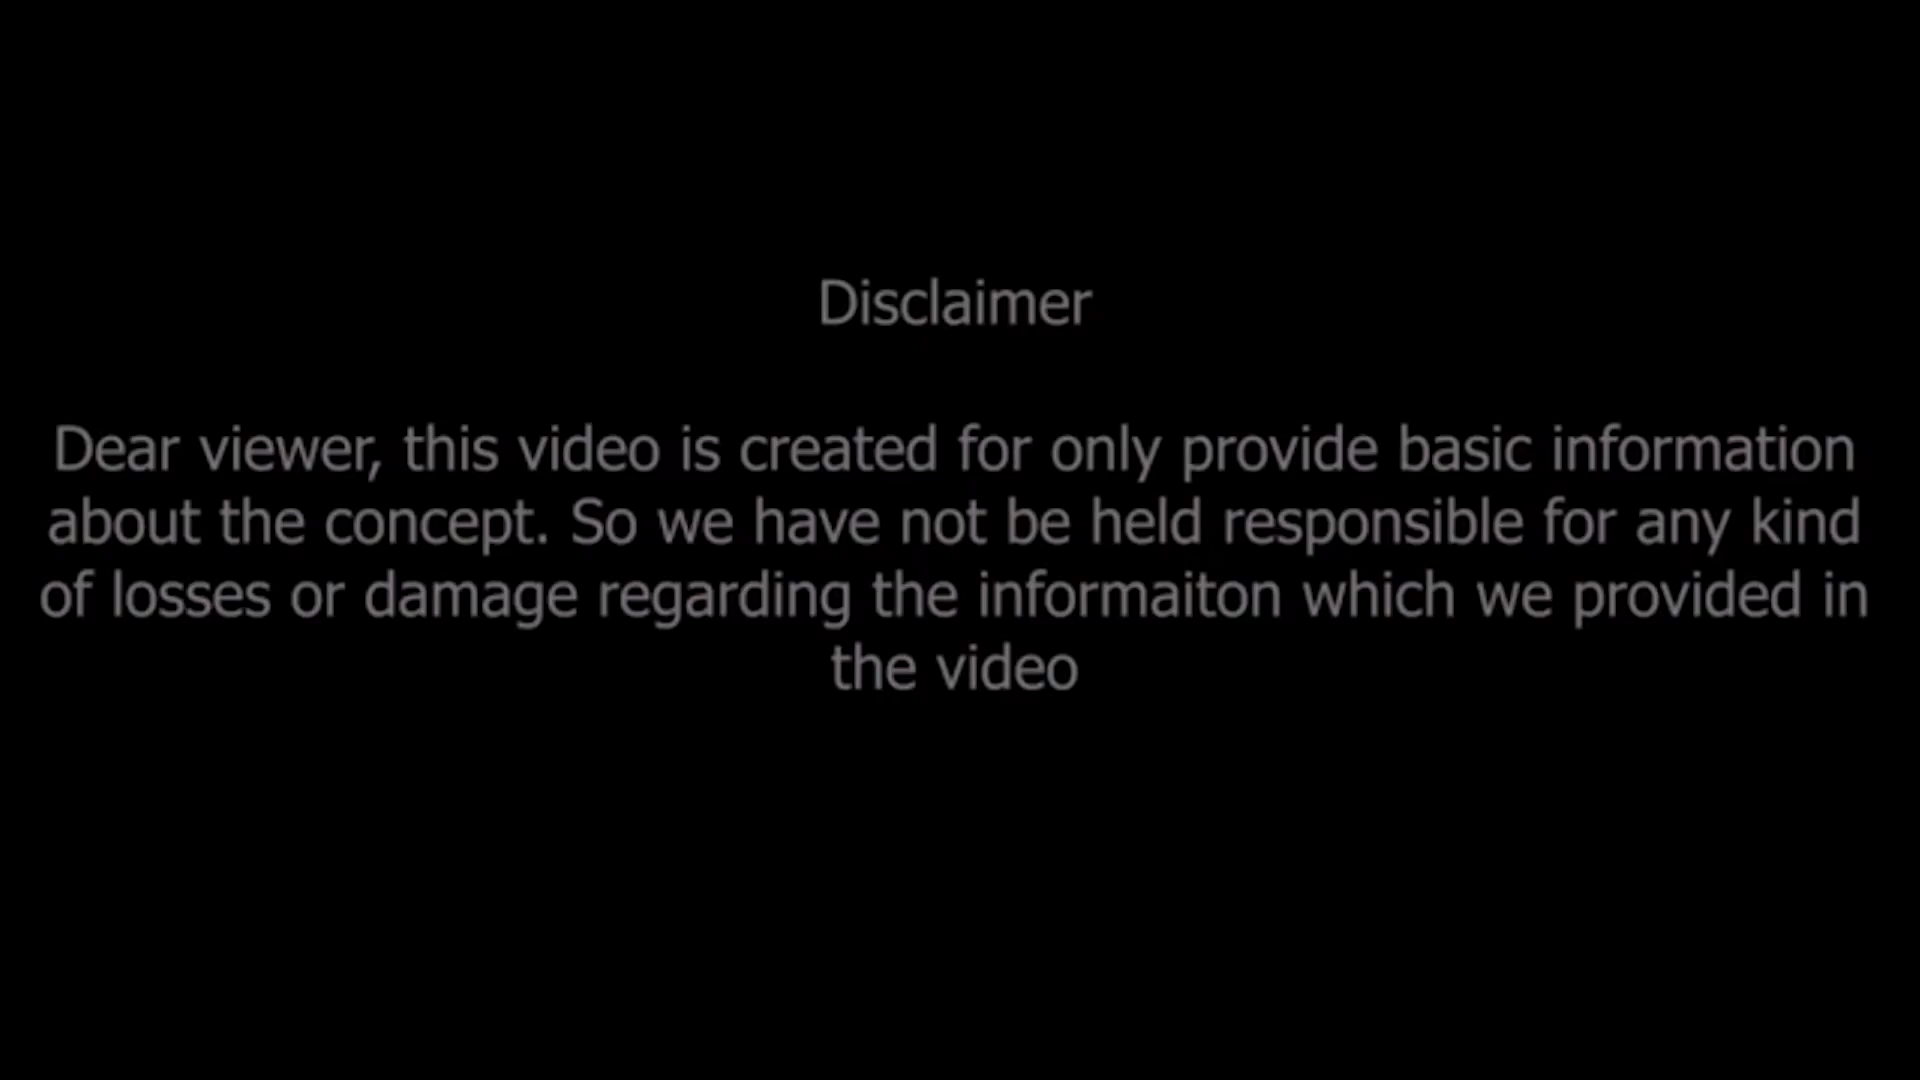 Disclaimer
Dear viewer, this video is created for only provide basic information
about the concept. So we have not be held responsible for any kind
of losses or damage regarding the informaiton which we provided in
the video